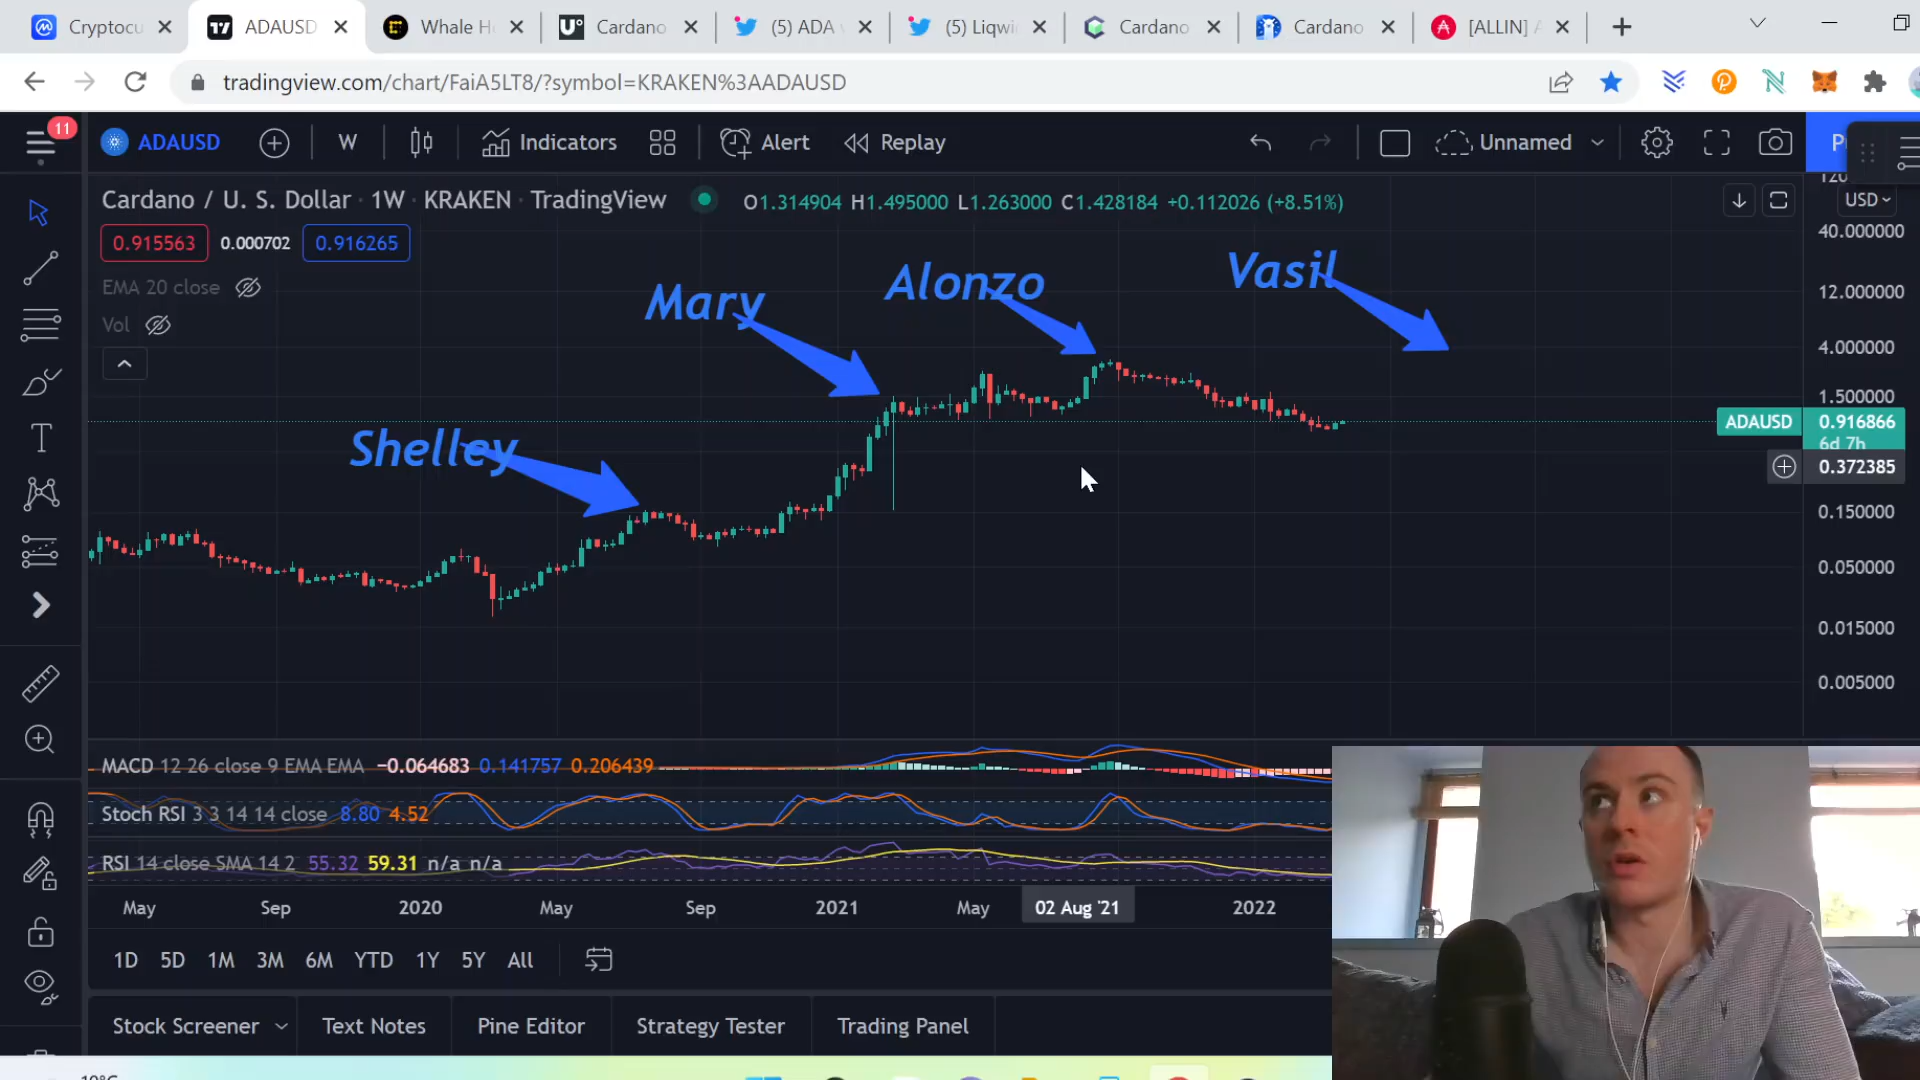 Cryptocu
ADAUSD
Whale H
Cardano
(5) ADA
(5) Liqwi
Cardano
Cardano
[ALLIN]
tradingview.com/chart/FaiA5LT8/?symbol=KRAKEN%3AADAUSD
11
ADAUSD
W
Indicators
Alert
Replay
Unnamed
Cardano / U. S. Dollar · 1W · KRAKEN · TradingView
O1.314904 H1.495000 L1.263000 C1.428184 +0.112026 (+8.51%)
USD
0.915563 0.000702 0.916265
EMA 20 close
Vol
Shelley
Mary
Alonzo
Vasil
40.000000
12.000000
4.000000
1.500000
ADAUSD 0.916866
6d 7h
0.372385
0.150000
0.050000
0.015000
0.005000
MACD 12 26 close 9 EMA EMA −0.064683 0.141757 0.206439
Stoch RSI 3 3 14 14 close 8.80 4.52
RSI 14 close SMA 14 2 55.32 59.31 n/a n/a
May Sep 2020 May Sep 2021 May 02 Aug '21 2022
1D 5D 1M 3M 6M YTD 1Y 5Y All
Stock Screener Text Notes Pine Editor Strategy Tester Trading Panel